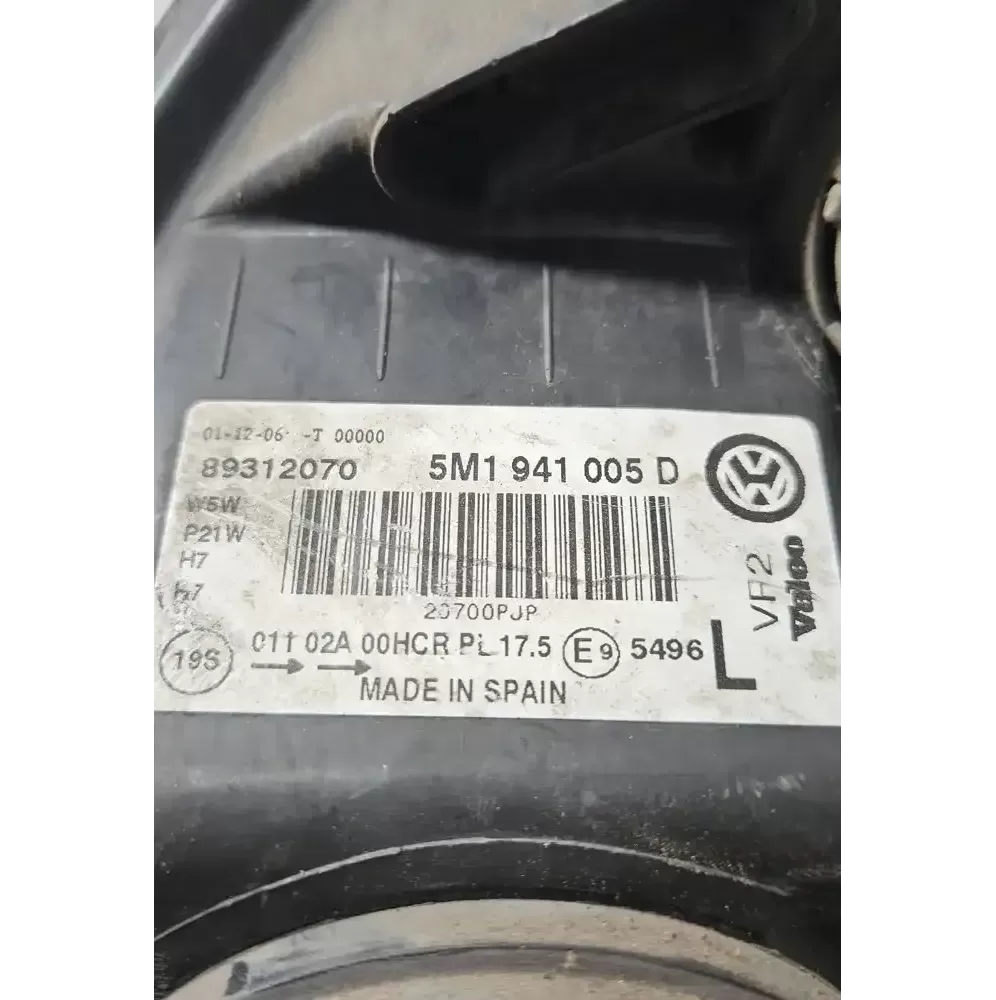 01-12-06 -T 00000
89312070 5M1 941 005 D
W5W
P21W
H7
H7
VP2
Valeo
20700PJP
19S 011 02A 00HCR PL 17.5 E9 5496 L
MADE IN SPAIN